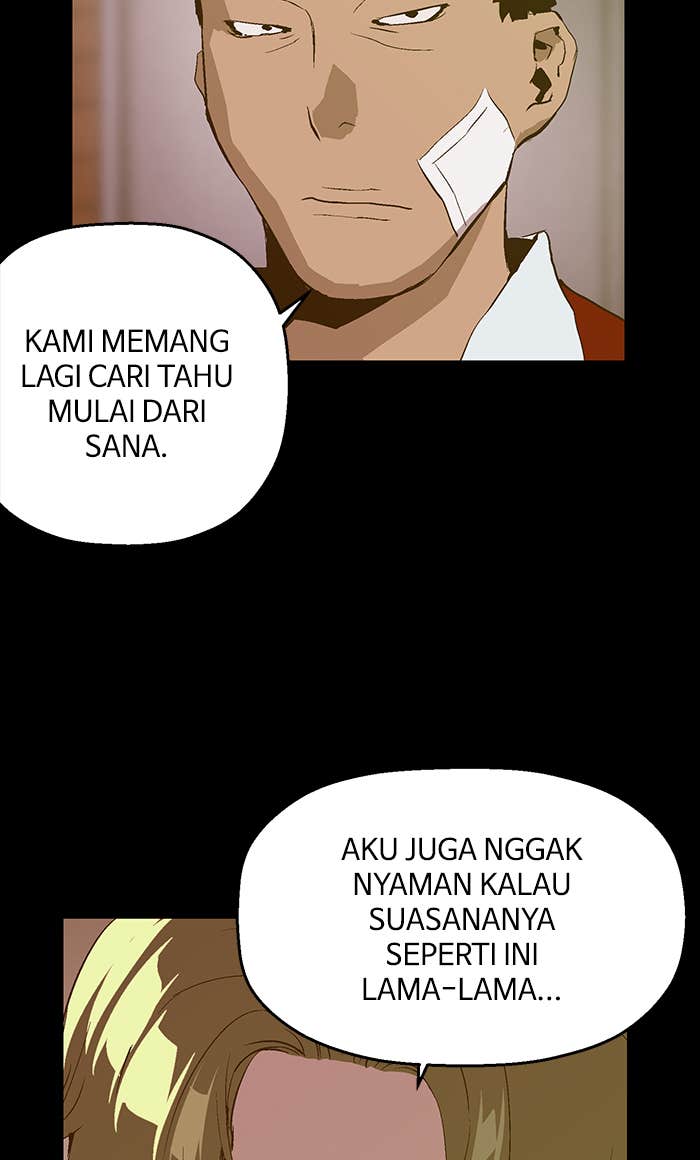 KAMI MEMANG
LAGI CARI TAHU
MULAI DARI
SANA.
AKU JUGA NGGAK
NYAMAN KALAU
SUASANANYA
SEPERTI INI
LAMA-LAMA...